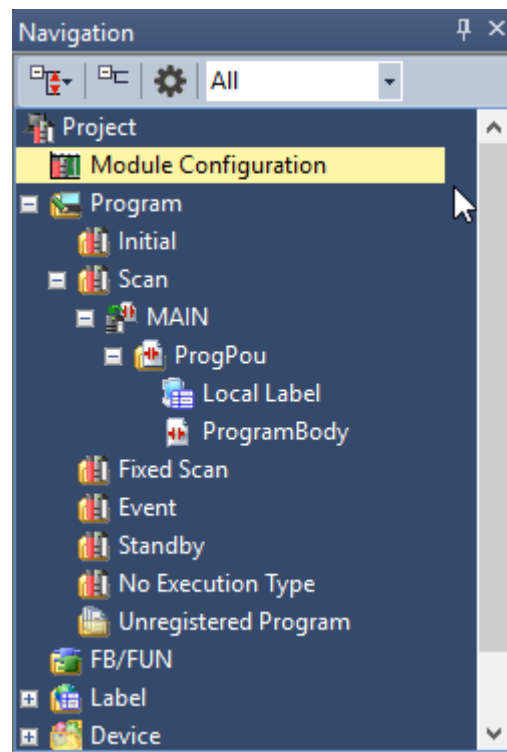 Navigation
All
Project
Module Configuration
Program
Initial
Scan
MAIN
ProgPou
Local Label
ProgramBody
Fixed Scan
Event
Standby
No Execution Type
Unregistered Program
FB/FUN
Label
Device